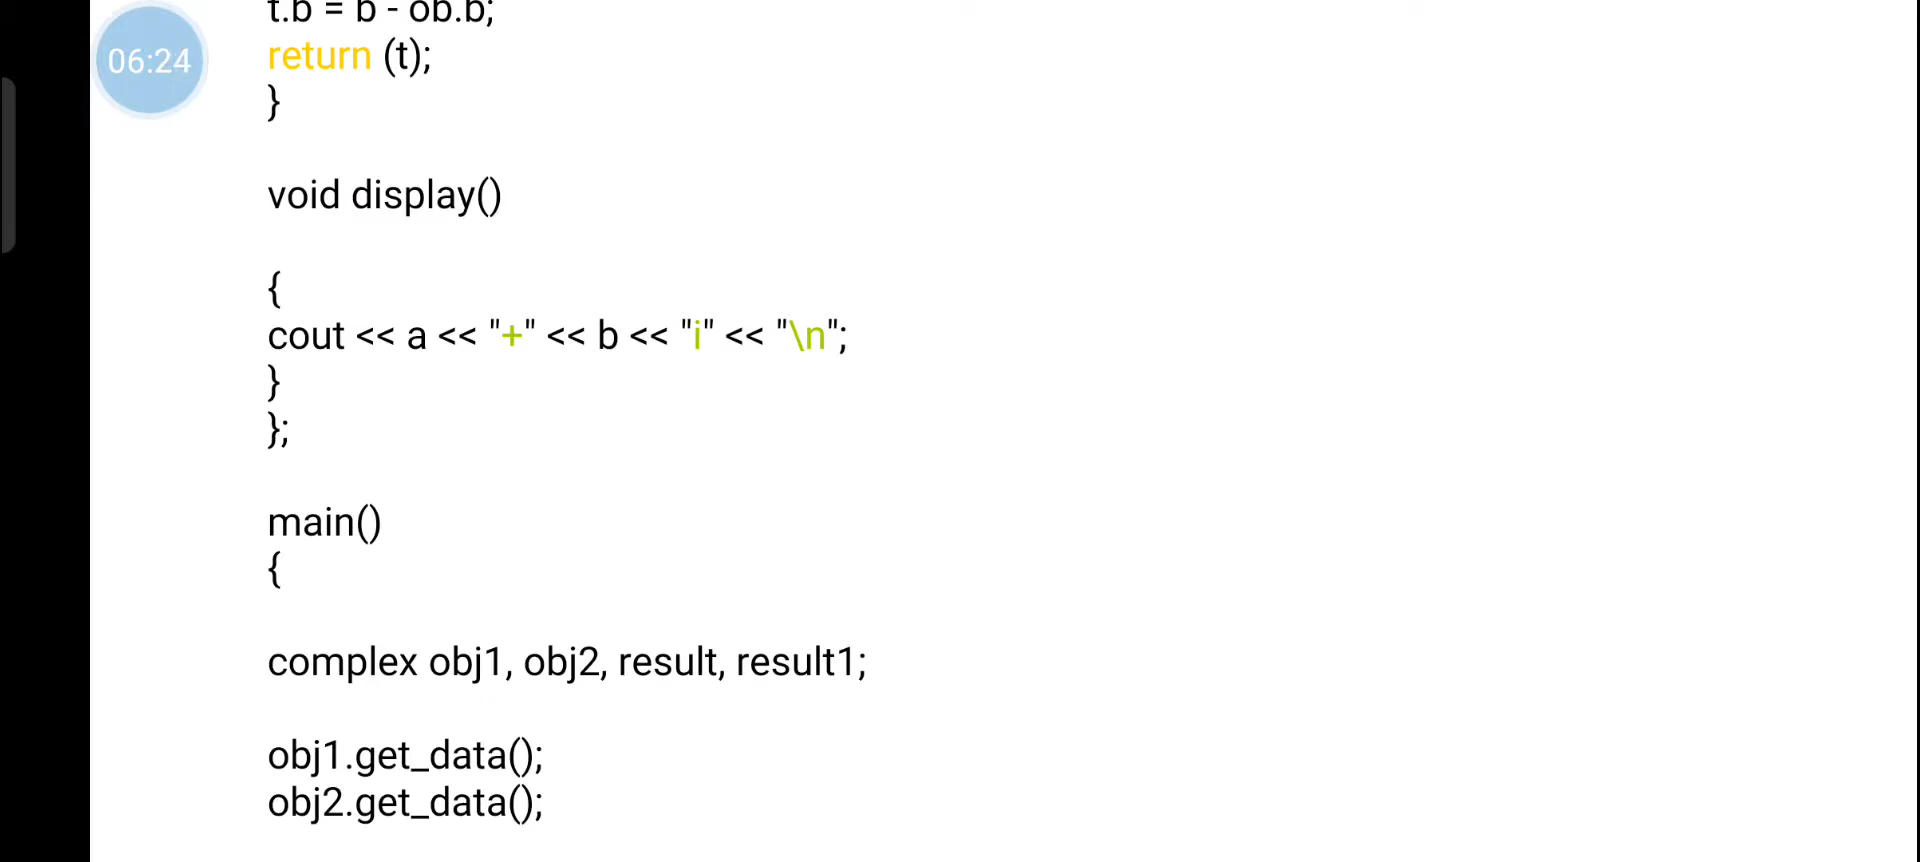 t.b = b - ob.b;
06:24
return (t);
}
void display()
{
cout << a << "+" << b << "i" << "\n";
}
};
main()
{
complex obj1, obj2, result, result1;
obj1.get_data();
obj2.get_data();